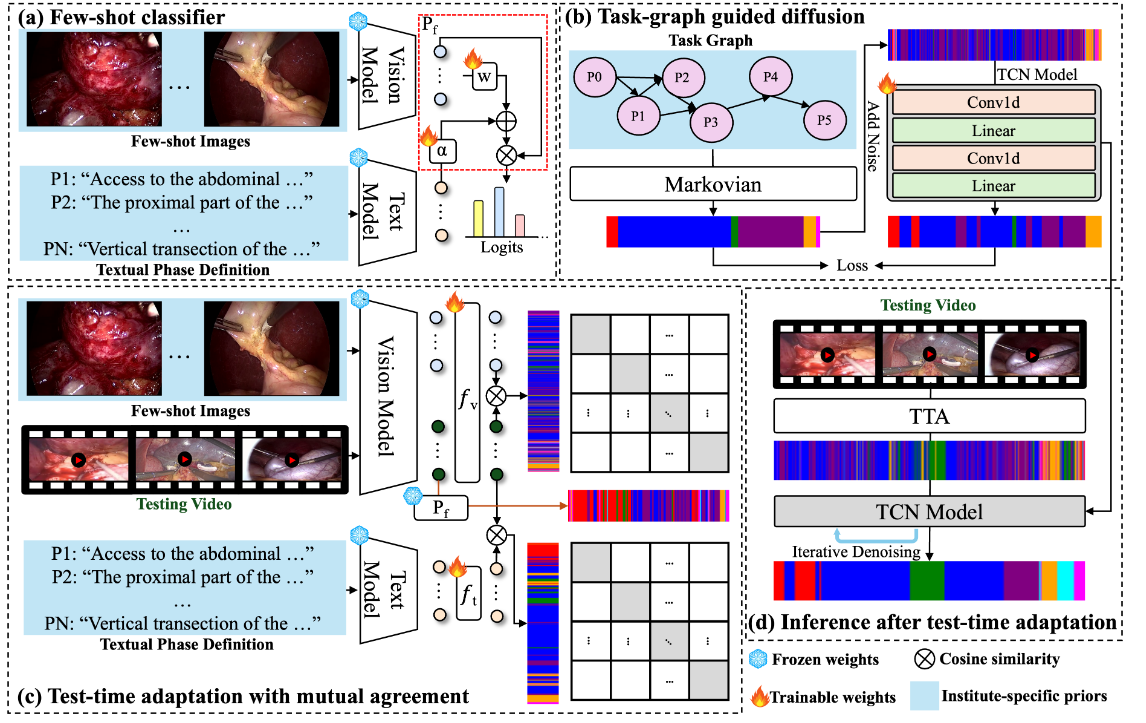 (a) Few-shot classifier
Few-shot Images
Vision
Model
P1: “Access to the abdominal …”
P2: “The proximal part of the …”
…
PN: “Vertical transection of the …”
Textual Phase Definition
Text
Model
Pf
w
α
Logits
...
(b) Task-graph guided diffusion
Task Graph
P0
P2
P4
P1
P3
P5
Markovian
Add Noise
TCN Model
Conv1d
Linear
Conv1d
Linear
Loss
Few-shot Images
Testing Video
Vision Model
fv
Pf
P1: “Access to the abdominal …”
P2: “The proximal part of the …”
…
PN: “Vertical transection of the …”
Textual Phase Definition
Text
Model
ft
(c) Test-time adaptation with mutual agreement
Testing Video
TTA
TCN Model
Iterative Denoising
(d) Inference after test-time adaptation
Frozen weights
Cosine similarity
Trainable weights
Institute-specific priors